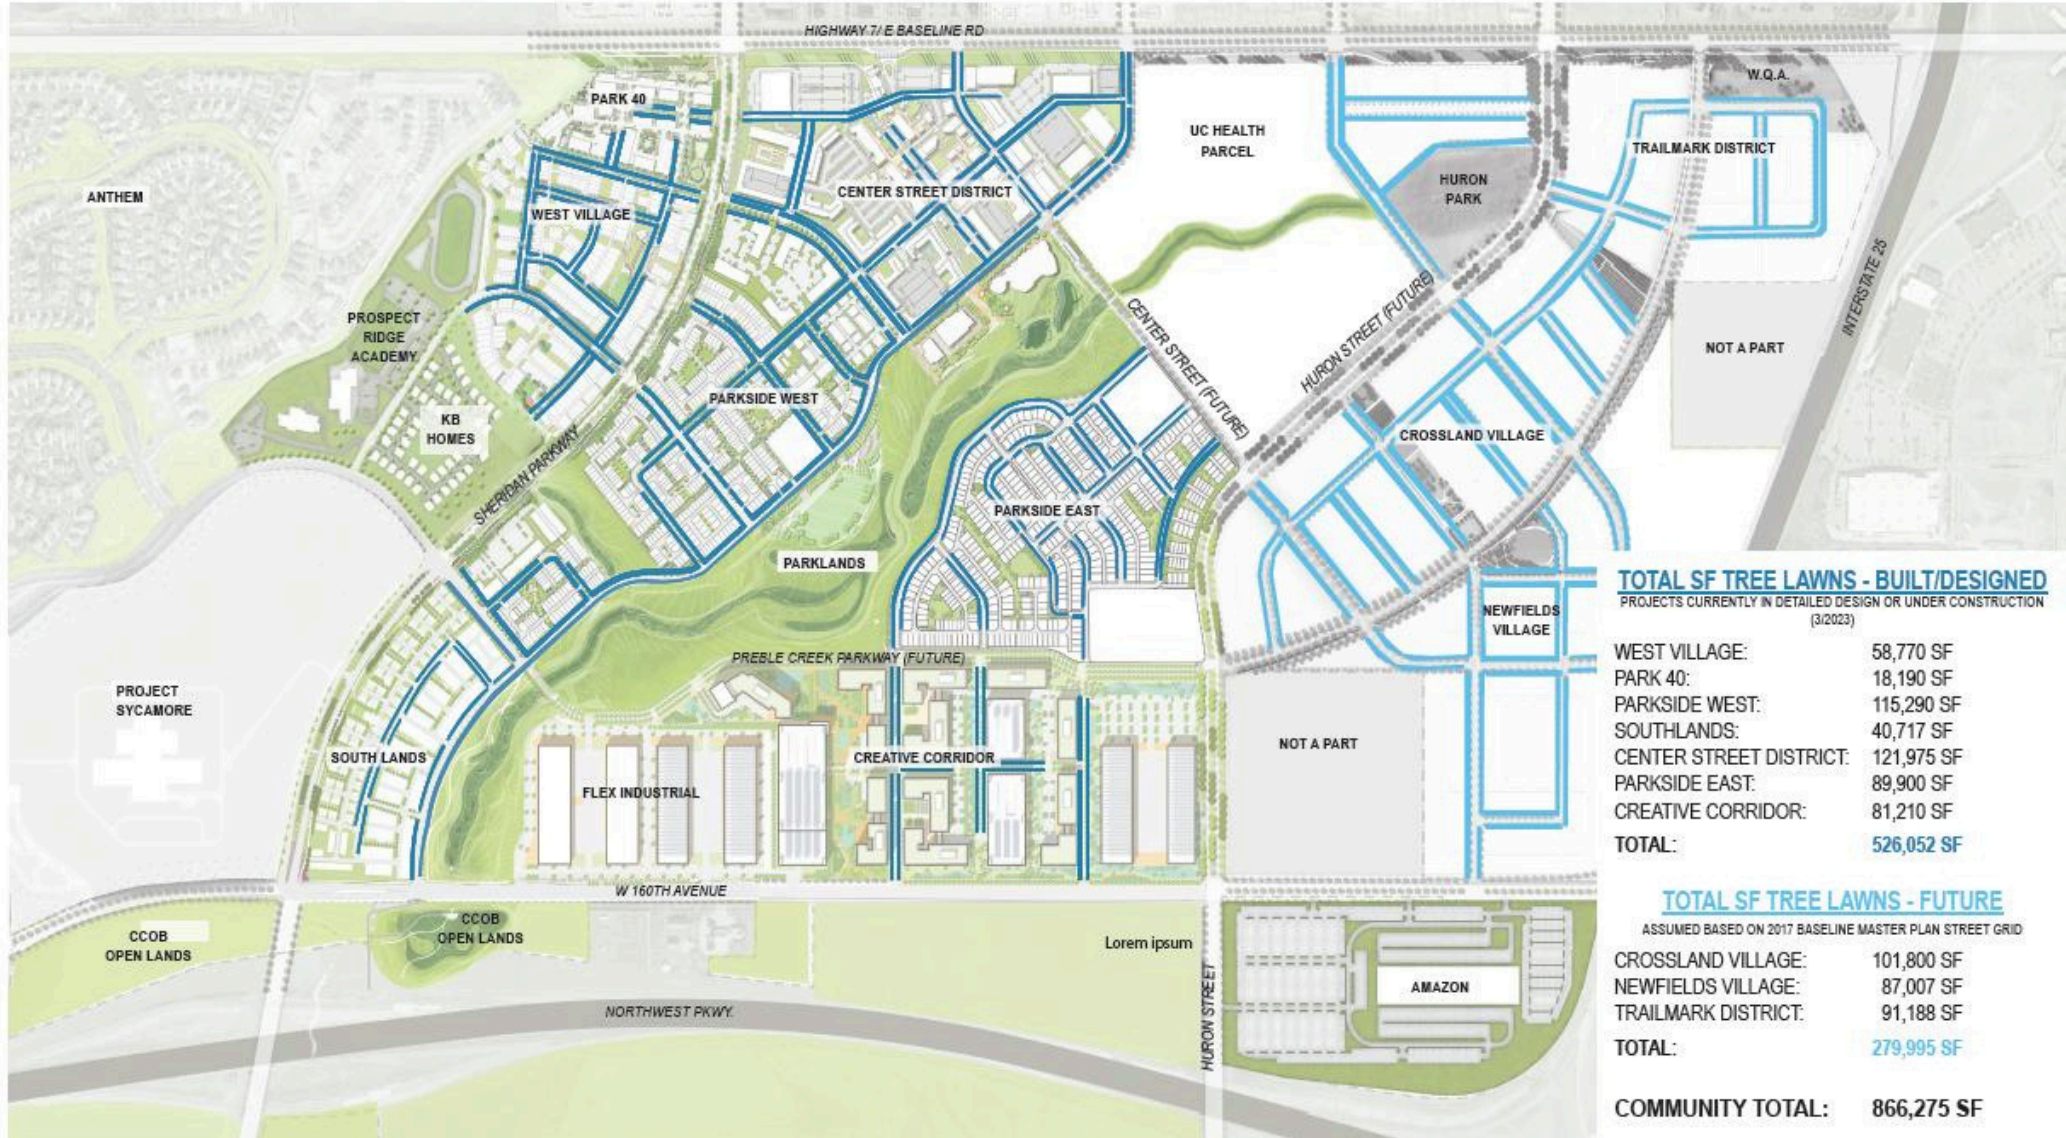 HIGHWAY 7/ E BASELINE RD
PARK 40
W.Q.A.
UC HEALTH
PARCEL
TRAILMARK DISTRICT
ANTHEM
CENTER STREET DISTRICT
HURON
PARK
WEST VILLAGE
INTERSTATE 25
PROSPECT
RIDGE
ACADEMY
CENTER STREET (FUTURE)
HURON STREET (FUTURE)
NOT A PART
PARKSIDE WEST
KB
HOMES
CROSSLAND VILLAGE
SHERIDAN PARKWAY
PARKSIDE EAST
PARKLANDS
NEWFIELDS
VILLAGE
PREBLE CREEK PARKWAY (FUTURE)
PROJECT
SYCAMORE
NOT A PART
SOUTH LANDS
CREATIVE CORRIDOR
FLEX INDUSTRIAL
W 160TH AVENUE
CCOB
OPEN LANDS
CCOB
OPEN LANDS
Lorem ipsum
HURON STREET
AMAZON
NORTHWEST PKWY.
TOTAL SF TREE LAWNS - BUILT/DESIGNED
PROJECTS CURRENTLY IN DETAILED DESIGN OR UNDER CONSTRUCTION
(3/2023)
WEST VILLAGE: 58,770 SF
PARK 40: 18,190 SF
PARKSIDE WEST: 115,290 SF
SOUTHLANDS: 40,717 SF
CENTER STREET DISTRICT: 121,975 SF
PARKSIDE EAST: 89,900 SF
CREATIVE CORRIDOR: 81,210 SF
TOTAL: 526,052 SF
TOTAL SF TREE LAWNS - FUTURE
ASSUMED BASED ON 2017 BASELINE MASTER PLAN STREET GRID
CROSSLAND VILLAGE: 101,800 SF
NEWFIELDS VILLAGE: 87,007 SF
TRAILMARK DISTRICT: 91,188 SF
TOTAL: 279,995 SF
COMMUNITY TOTAL: 866,275 SF